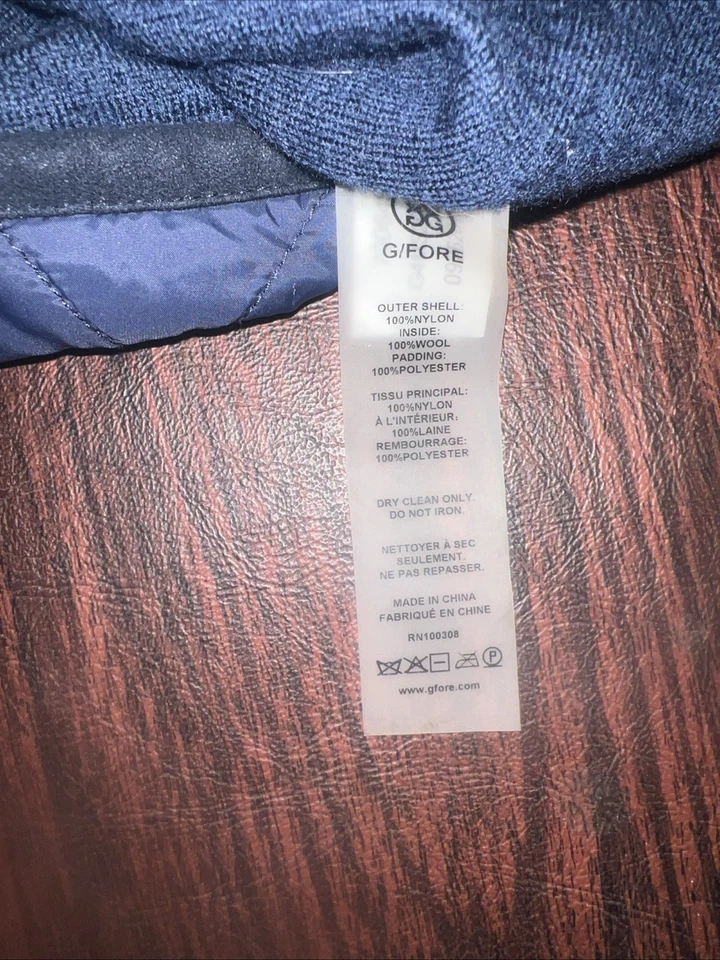 G/FORE
OUTER SHELL:
100%NYLON
INSIDE:
100%WOOL
PADDING:
100%POLYESTER
TISSU PRINCIPAL:
100%NYLON
À L'INTÉRIEUR:
100%LAINE
REMBOURRAGE:
100%POLYESTER
DRY CLEAN ONLY.
DO NOT IRON.
NETTOYER À SEC
SEULEMENT.
NE PAS REPASSER.
MADE IN CHINA
FABRIQUÉ EN CHINE
RN100308
P
www.gfore.com